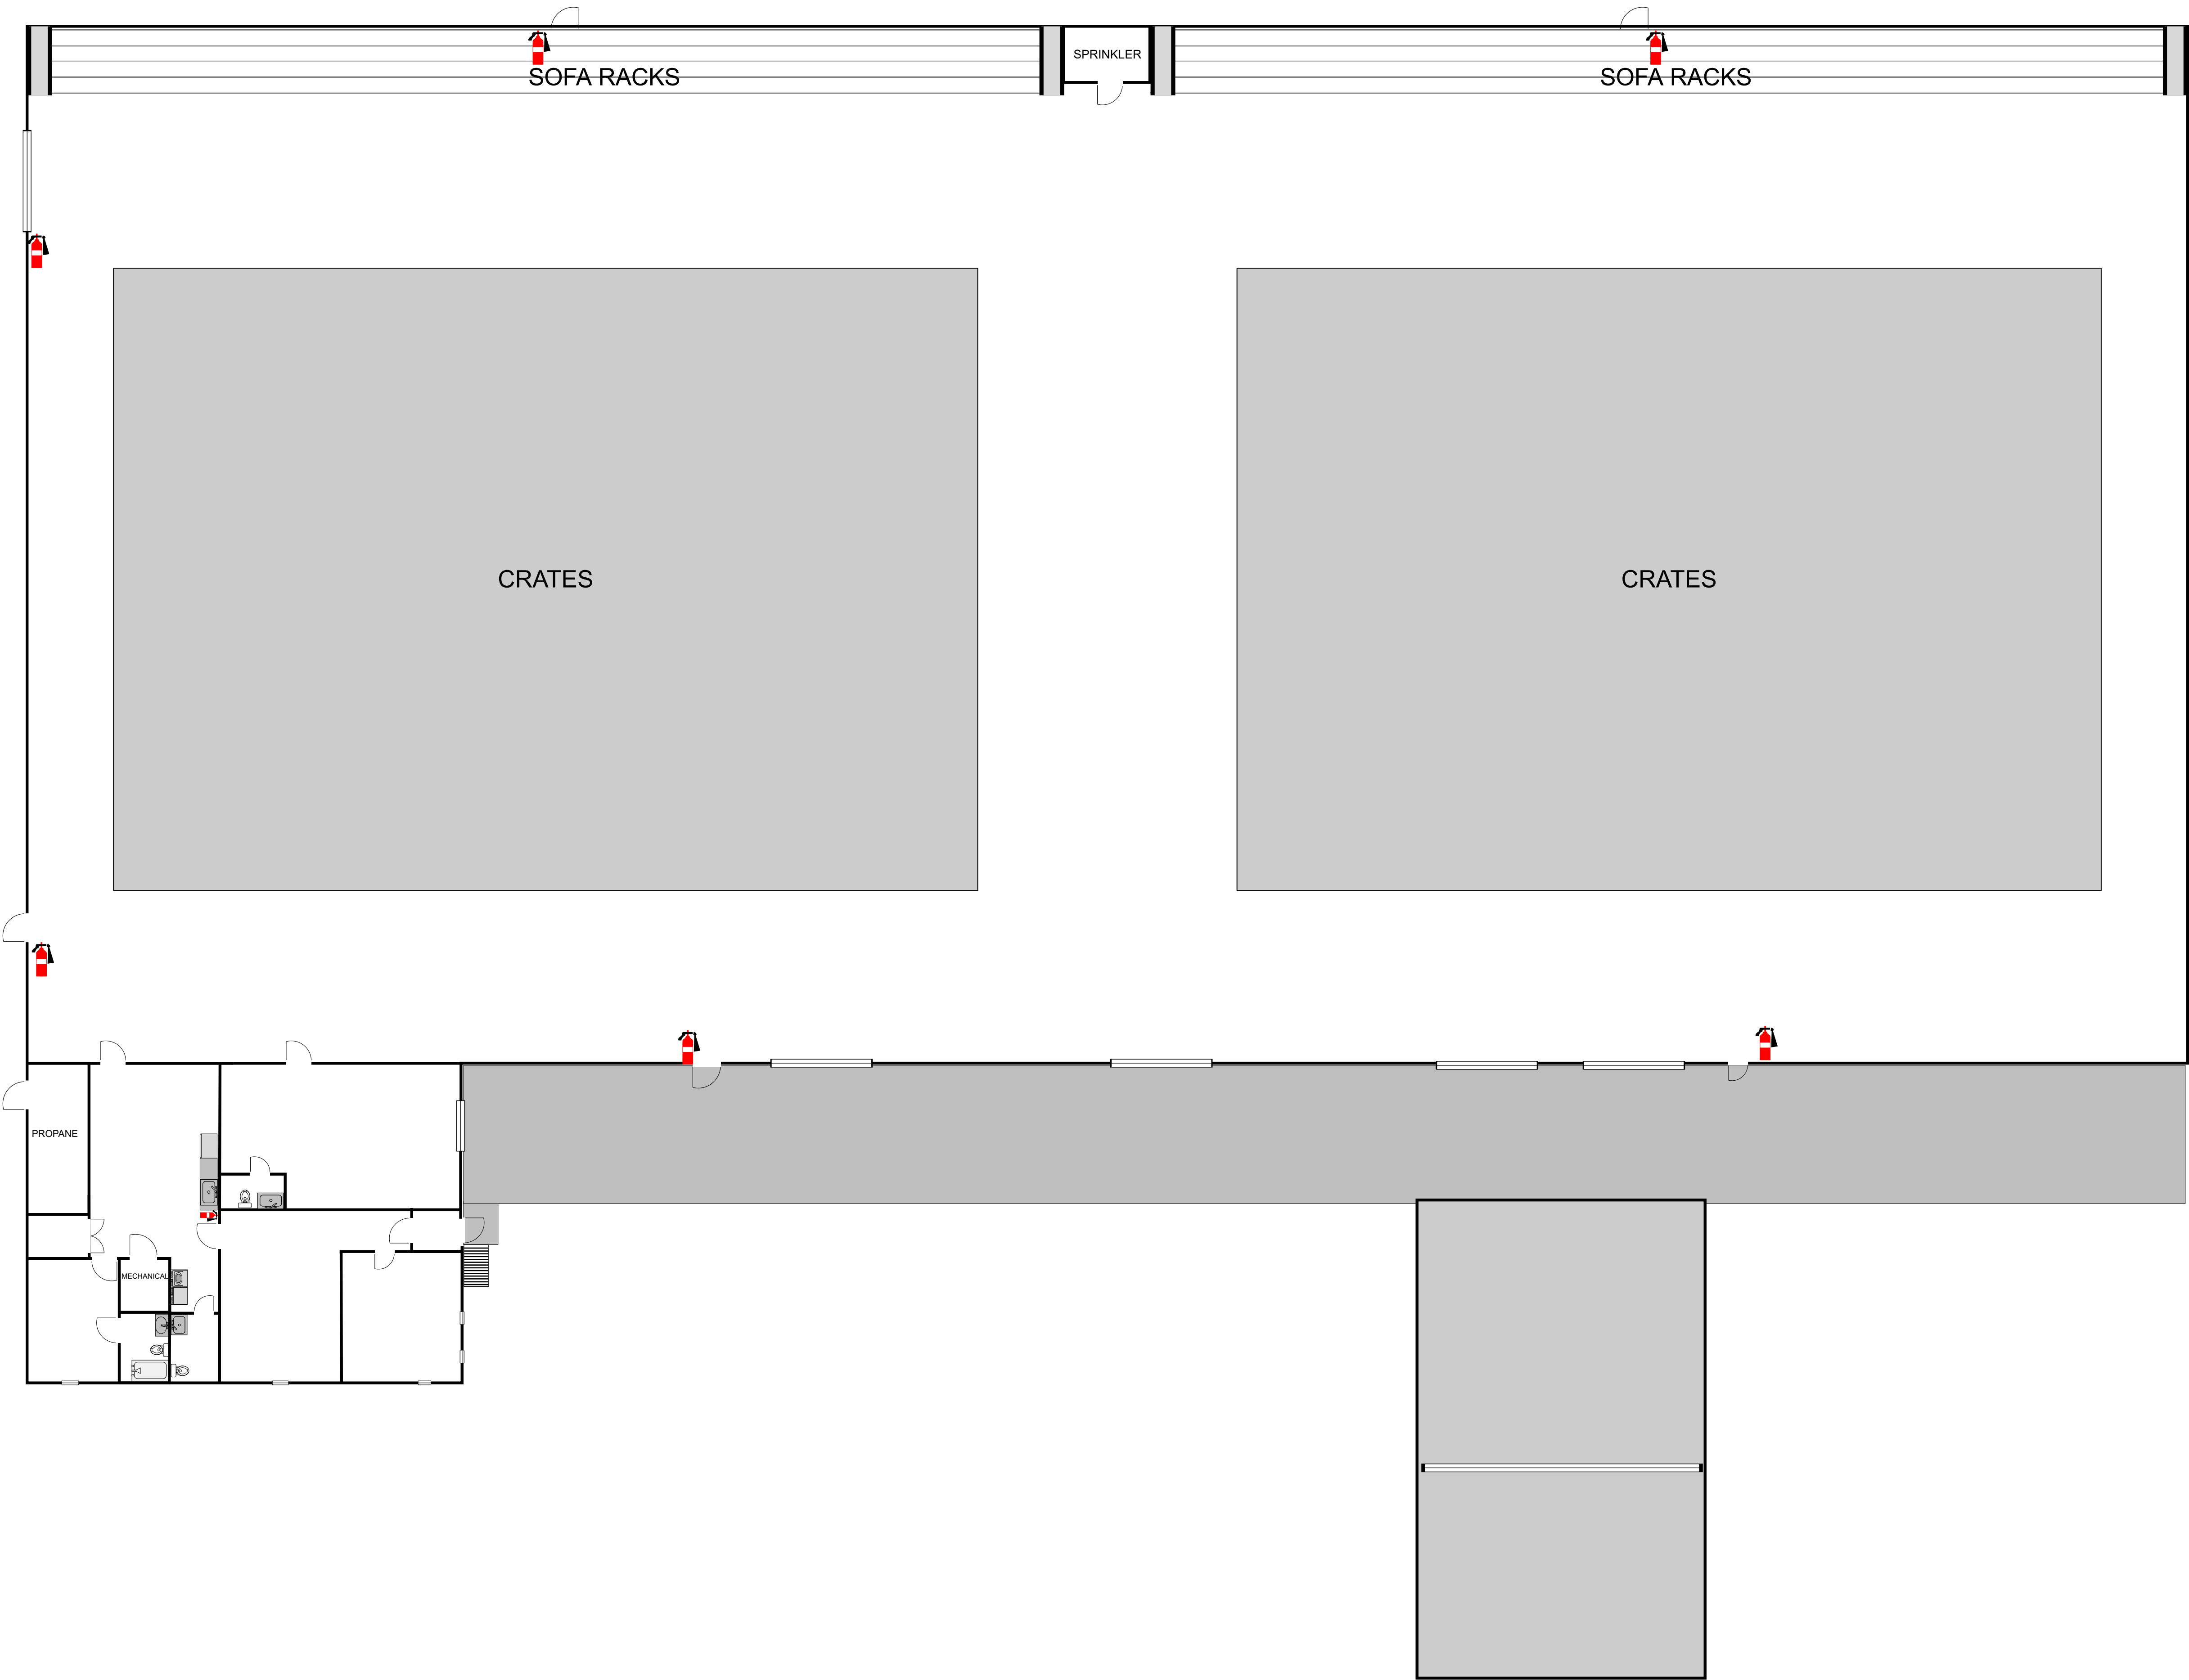 SPRINKLER
SOFA RACKS
SOFA RACKS
CRATES
CRATES
PROPANE
MECHANICAL